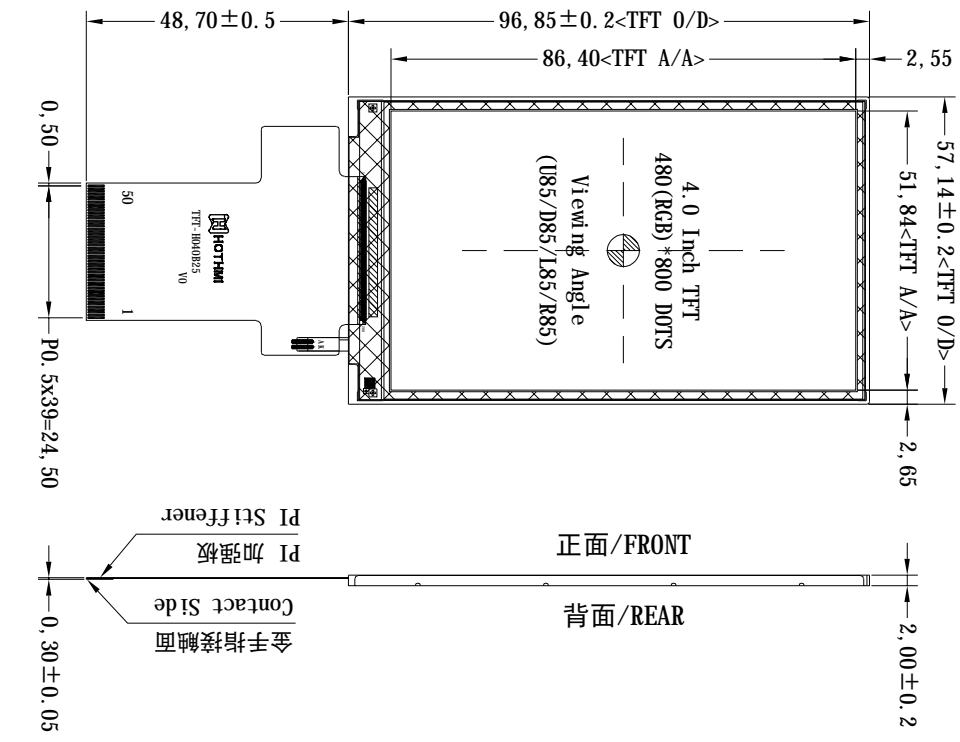 48,70±0.5
96,85±0.2<TFT O/D>
86,40<TFT A/A>
2,55
0,50
57,14±0.2<TFT O/D>
51,84<TFT A/A>
4.0 Inch TFT
480(RGB)*800 DOTS
Viewing Angle
(U85/D85/L85/R85)
50
HOTHMI
TFT-H040B25
V0
1
AK
P0.5x39=24,50
2,65
PI Stiffener
PI 加强板
正面/FRONT
背面/REAR
Contact Side
金手指接触面
0,30±0.05
2,00±0.2